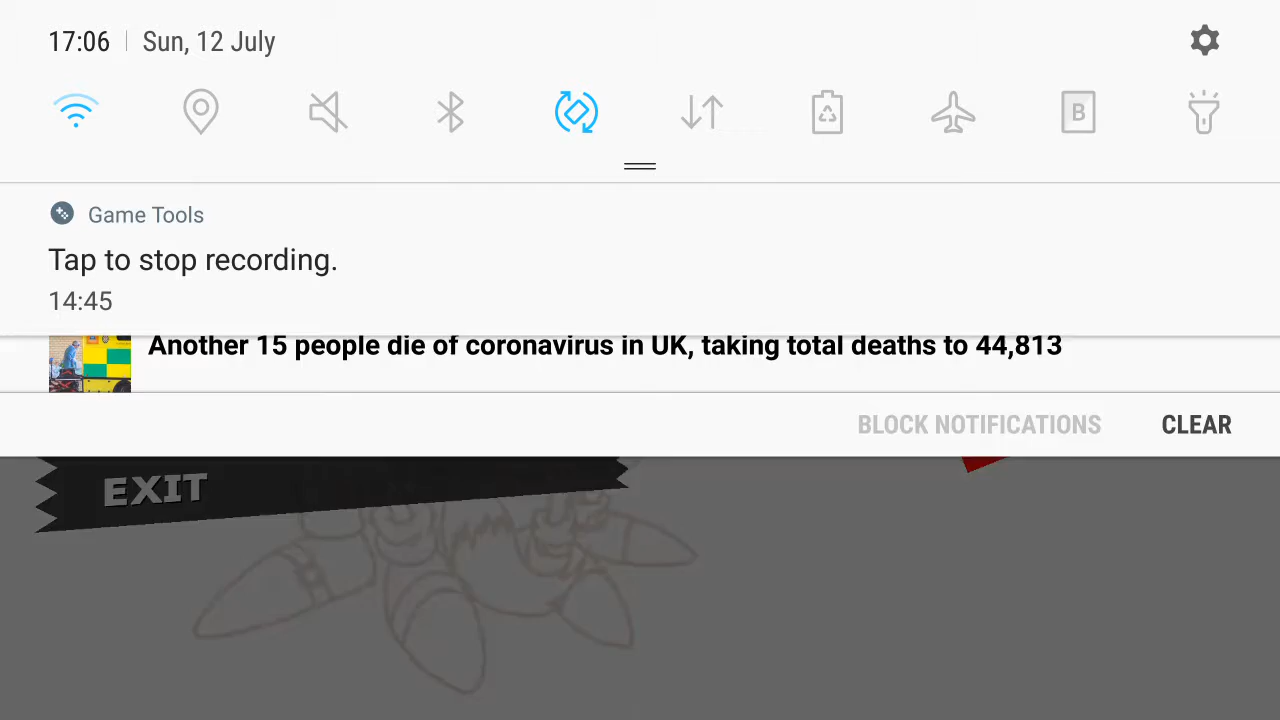 17:06 Sun, 12 July
B
Game Tools
Tap to stop recording.
14:45
Another 15 people die of coronavirus in UK, taking total deaths to 44,813
BLOCK NOTIFICATIONS CLEAR
EXIT